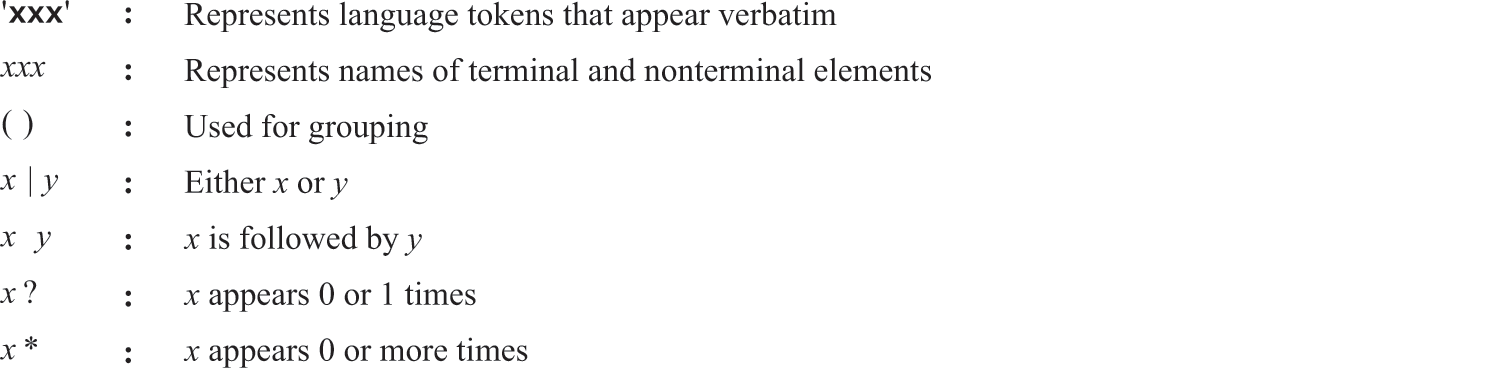 'xxx' : Represents language tokens that appear verbatim
xxx : Represents names of terminal and nonterminal elements
( ) : Used for grouping
x | y : Either x or y
x y : x is followed by y
x ? : x appears 0 or 1 times
x * : x appears 0 or more times